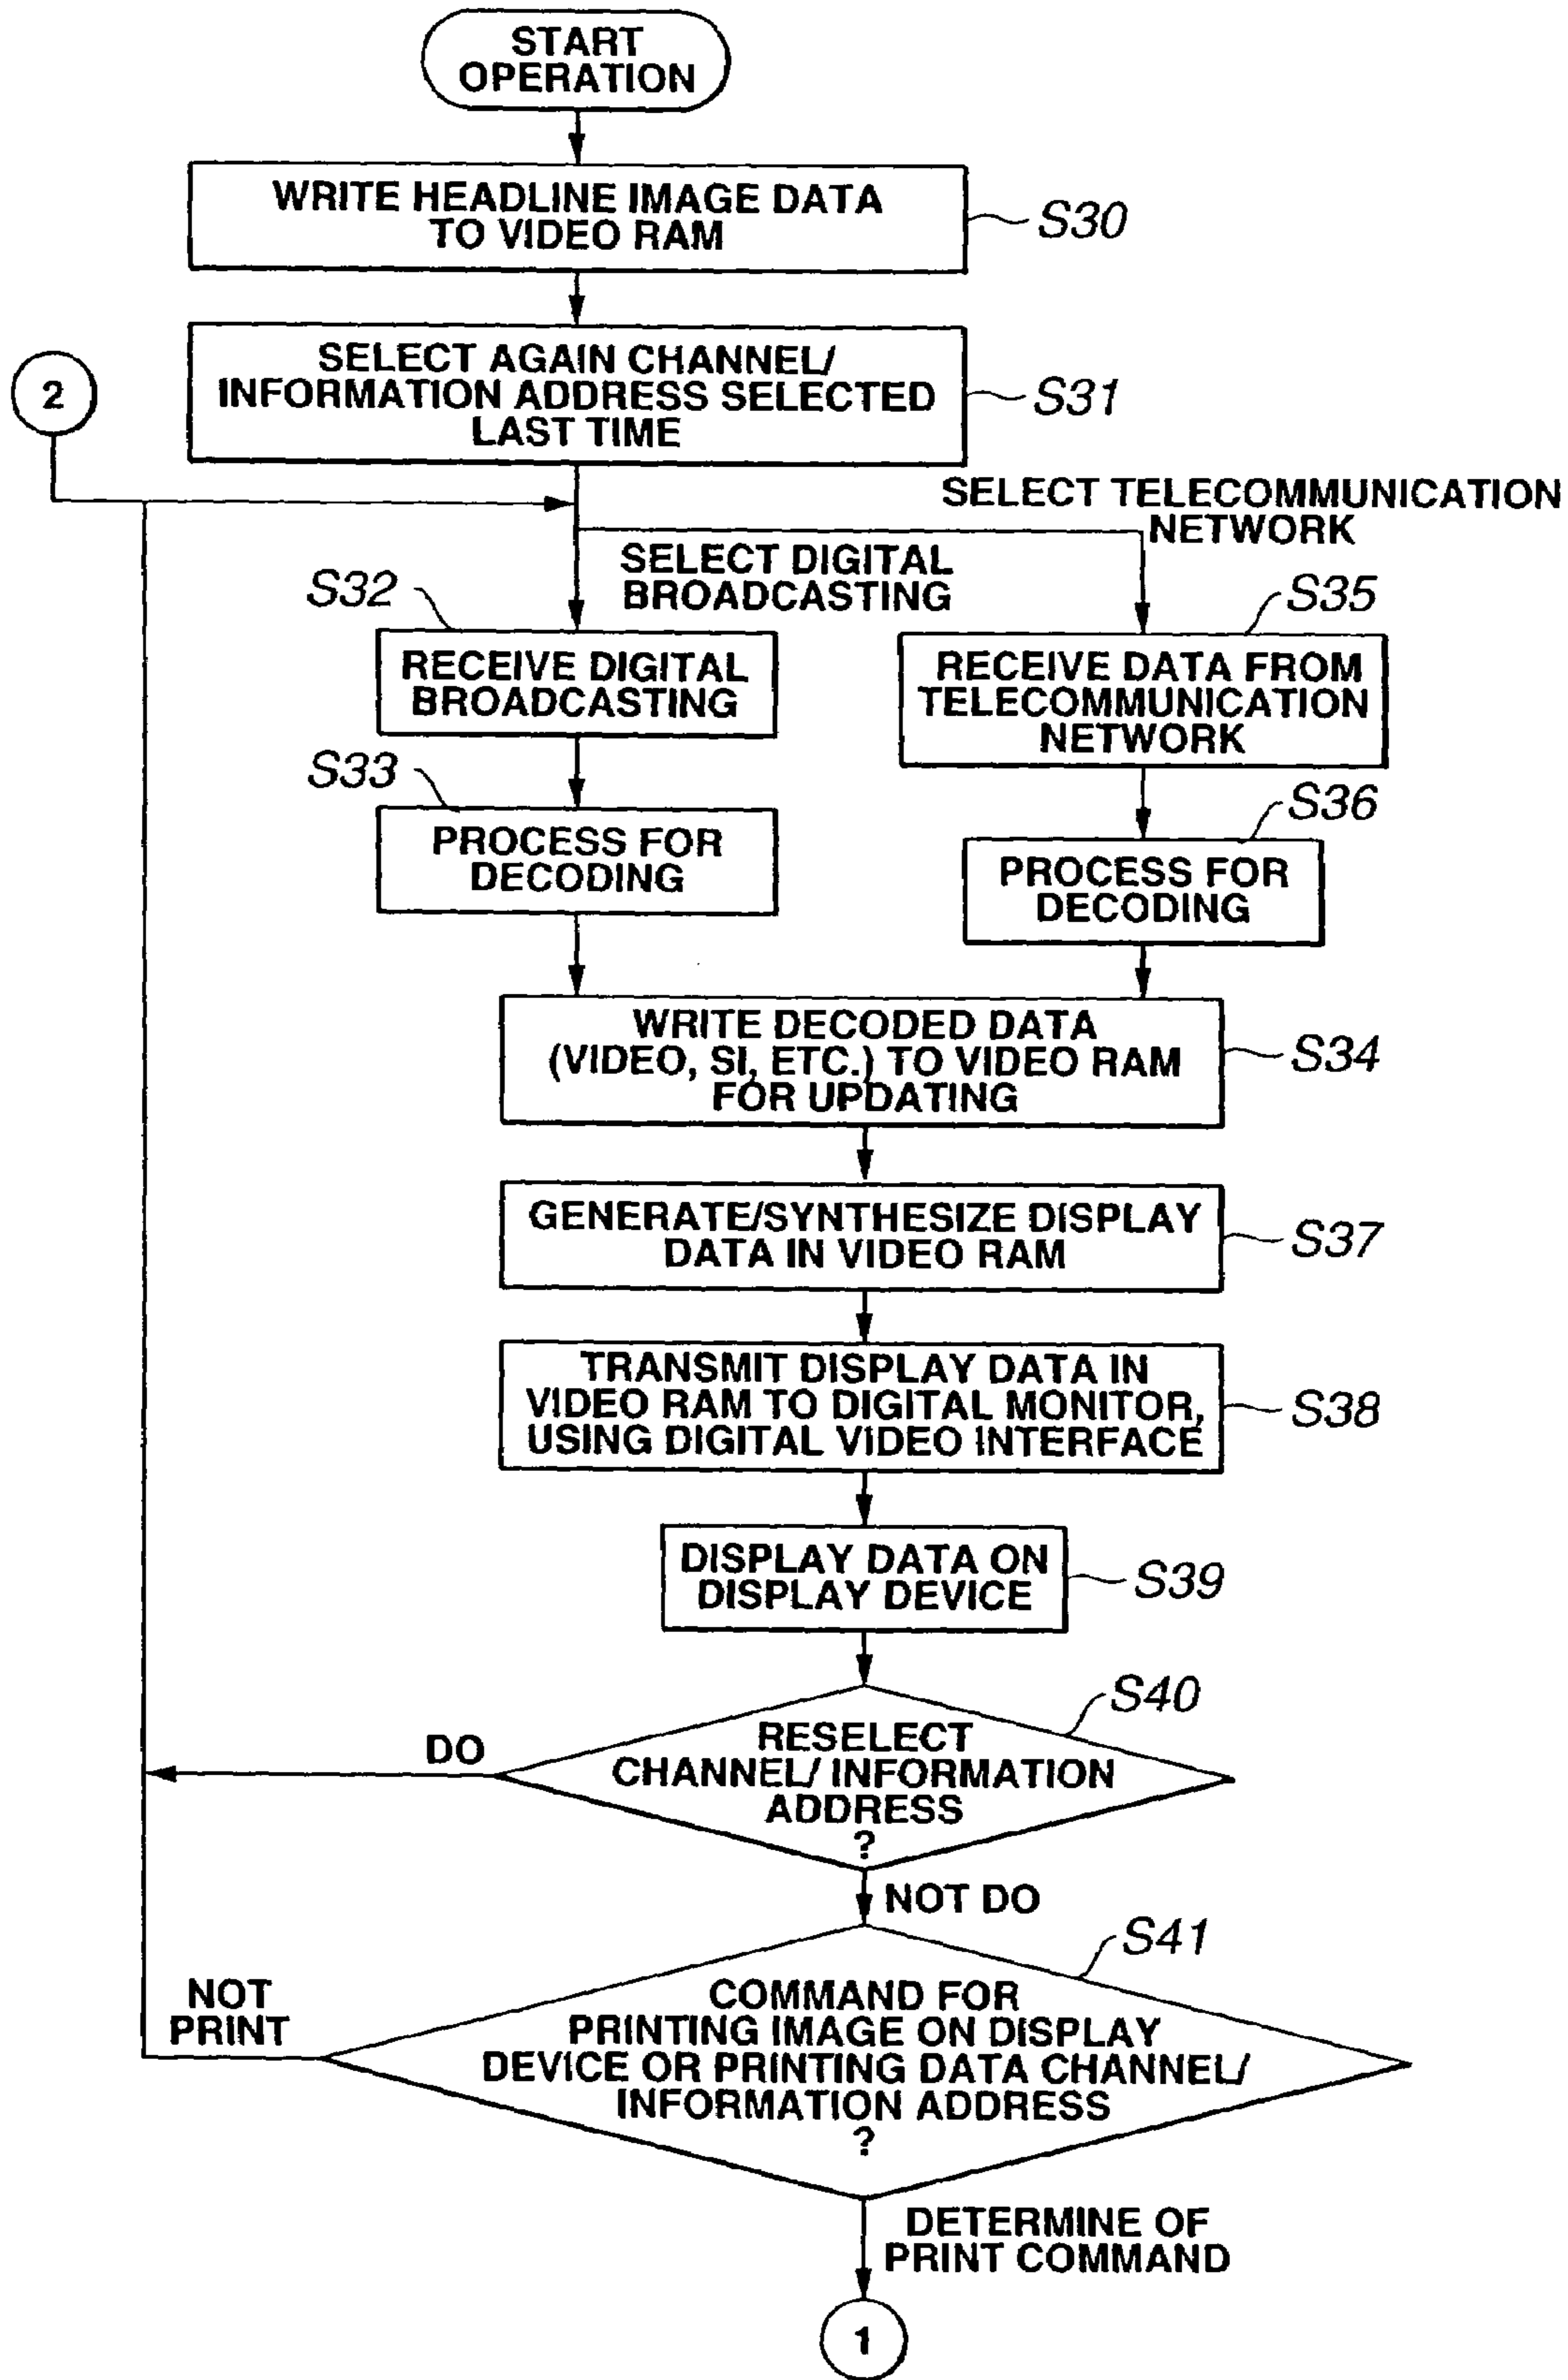 START
OPERATION
WRITE HEADLINE IMAGE DATA
TO VIDEO RAM
S30
SELECT AGAIN CHANNEL/
INFORMATION ADDRESS SELECTED
LAST TIME
S31
2
SELECT TELECOMMUNICATION
NETWORK
SELECT DIGITAL
BROADCASTING
S32
RECEIVE DIGITAL
BROADCASTING
S35
RECEIVE DATA FROM
TELECOMMUNICATION
NETWORK
S33
PROCESS FOR
DECODING
S36
PROCESS FOR
DECODING
WRITE DECODED DATA
(VIDEO, SI, ETC.) TO VIDEO RAM
FOR UPDATING
S34
GENERATE/SYNTHESIZE DISPLAY
DATA IN VIDEO RAM
S37
TRANSMIT DISPLAY DATA IN
VIDEO RAM TO DIGITAL MONITOR,
USING DIGITAL VIDEO INTERFACE
S38
DISPLAY DATA ON
DISPLAY DEVICE
S39
S40
RESELECT
CHANNEL/ INFORMATION
ADDRESS
?
DO
NOT DO
S41
COMMAND FOR
PRINTING IMAGE ON DISPLAY
DEVICE OR PRINTING DATA CHANNEL/
INFORMATION ADDRESS
?
NOT
PRINT
DETERMINE OF
PRINT COMMAND
1